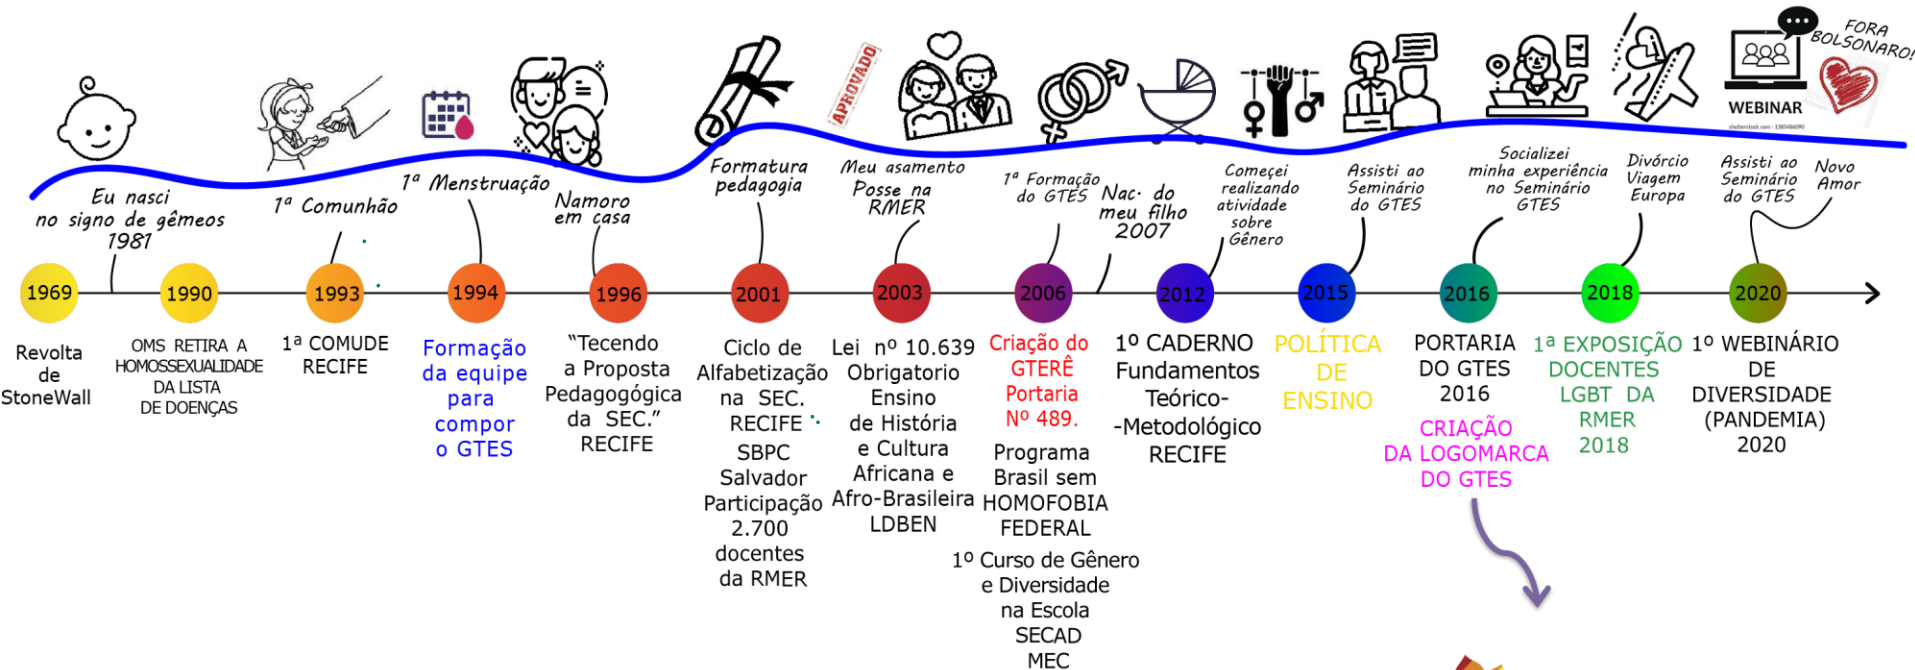 FORA
BOLSONARO!
APROVADO
WEBINAR
shutterstock.com · 1385486090
Eu nasci
no signo de gêmeos
1981
1ª Comunhão
1ª Menstruação
Namoro
em casa
Formatura
pedagogia
Meu asamento
Posse na
RMER
1ª Formação
do GTES
Nac. do
meu filho
2007
Começei
realizando
atividade
sobre
Gênero
Assisti ao
Seminário
do GTES
Socializei
minha experiência
no Seminário
GTES
Divórcio
Viagem
Europa
Assisti ao
Seminário
do GTES
Novo
Amor
1969
1990
1993
1994
1996
2001
2003
2006
2012
2015
2016
2018
2020
Revolta
de
StoneWall
OMS RETIRA A
HOMOSSEXUALIDADE
DA LISTA
DE DOENÇAS
1ª COMUDE
RECIFE
Formação
da equipe
para
compor
o GTES
“Tecendo
a Proposta
Pedagogógica
da SEC.”
RECIFE
Ciclo de
Alfabetização
na SEC.
RECIFE
SBPC
Salvador
Participação
2.700
docentes
da RMER
Lei nº 10.639
Obrigatorio
Ensino
de História
e Cultura
Africana e
Afro-Brasileira
LDBEN
Criação do
GTERÊ
Portaria
Nº 489.
Programa
Brasil sem
HOMOFOBIA
FEDERAL
1º Curso de Gênero
e Diversidade
na Escola
SECAD
MEC
1º CADERNO
Fundamentos
Teórico-
-Metodológico
RECIFE
POLÍTICA
DE
ENSINO
PORTARIA
DO GTES
2016
CRIAÇÃO
DA LOGOMARCA
DO GTES
1ª EXPOSIÇÃO
DOCENTES
LGBT DA
RMER
2018
1º WEBINÁRIO
DE
DIVERSIDADE
(PANDEMIA)
2020